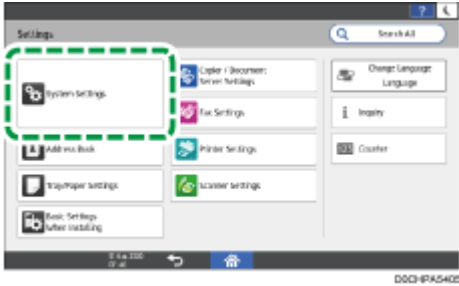 ?
Settings
Search All
System Settings
Copier / Document
Server Settings
Change Language
Language
Fax Settings
i Inquiry
Address Book
Printer Settings
Counter
Tray/Paper Settings
Scanner Settings
Basic Settings
When Installing
D0CHPA5405